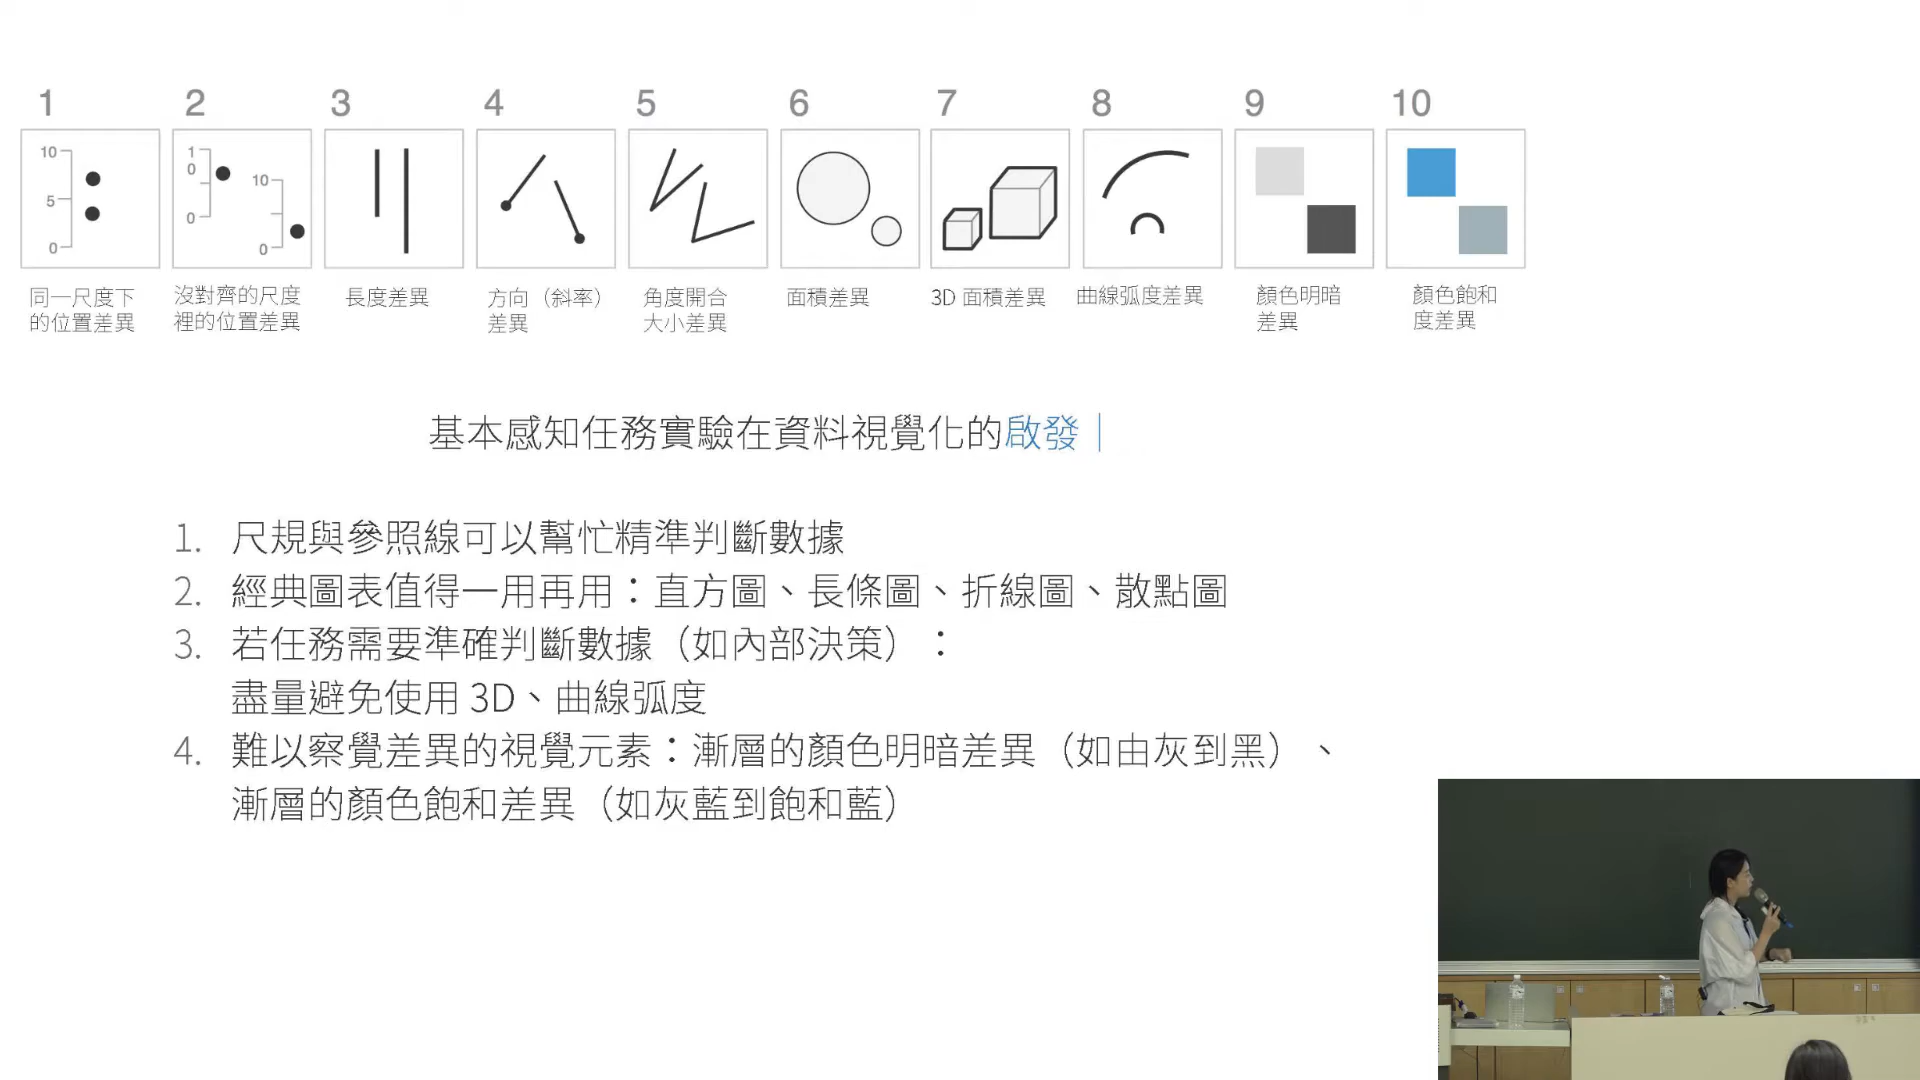 1 2 3 4 5 6 7 8 9 10
10
5
0
1
0
0
10
0
同一尺度下
的位置差異
沒對齊的尺度
裡的位置差異
長度差異
方向（斜率）
差異
角度開合
大小差異
面積差異
3D 面積差異
曲線弧度差異
顏色明暗
差異
顏色飽和
度差異
基本感知任務實驗在資料視覺化的啟發｜
1. 尺規與參照線可以幫忙精準判斷數據
2. 經典圖表值得一用再用：直方圖、長條圖、折線圖、散點圖
3. 若任務需要準確判斷數據（如內部決策）：
盡量避免使用 3D、曲線弧度
4. 難以察覺差異的視覺元素：漸層的顏色明暗差異（如由灰到黑）、
漸層的顏色飽和差異（如灰藍到飽和藍）